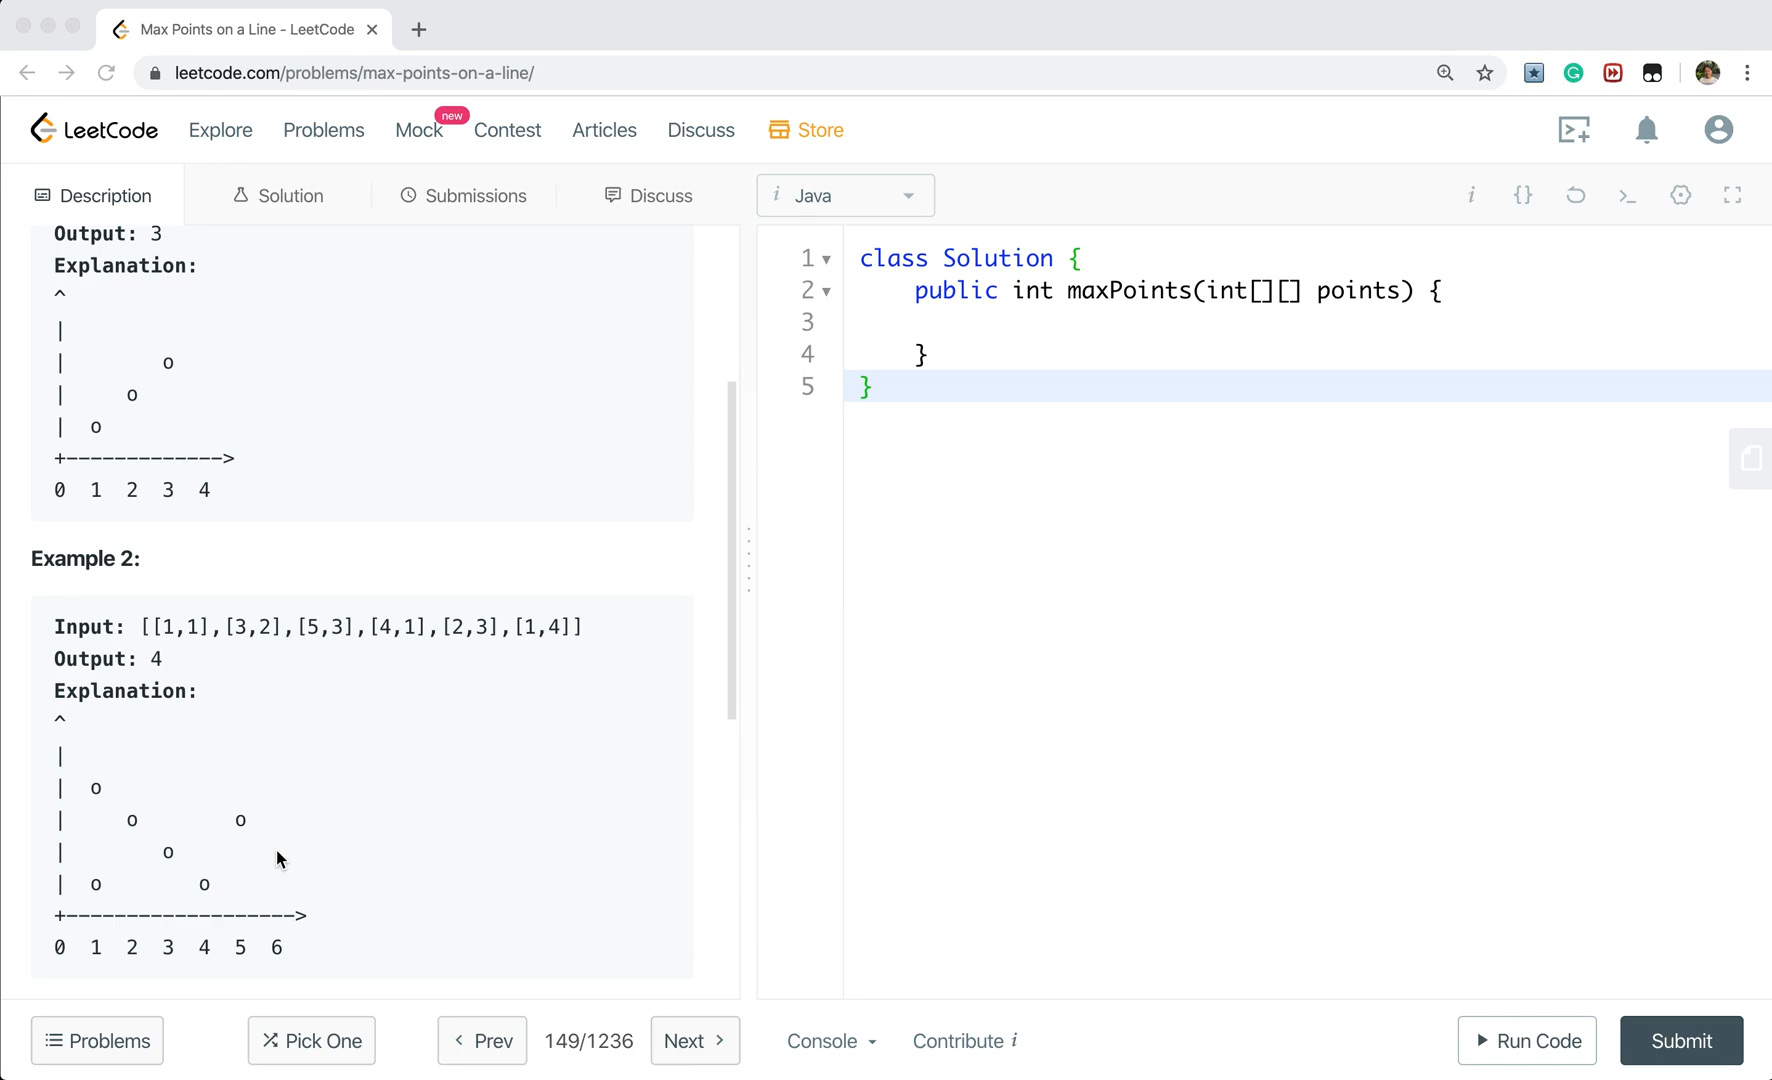 Max Points on a Line - LeetCode
leetcode.com/problems/max-points-on-a-line/
LeetCode Explore Problems Mock new Contest Articles Discuss Store
Description Solution Submissions Discuss i Java
Output: 3
Explanation:
^
|
|      o
|    o
|  o
+------------->
0 1 2 3 4
Example 2:
Input: [[1,1],[3,2],[5,3],[4,1],[2,3],[1,4]]
Output: 4
Explanation:
^
|
|  o
|    o      o
|      o
|  o      o
+------------------->
0 1 2 3 4 5 6
1 class Solution {
2 public int maxPoints(int[][] points) {
3
4 }
5 }
Problems Pick One < Prev 149/1236 Next > Console Contribute i Run Code Submit